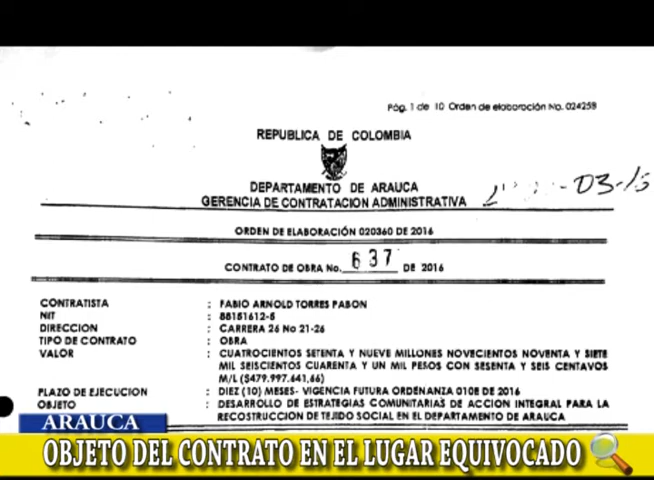 Pág. 1 de 10 Orden de elaboración No. 024258
REPUBLICA DE COLOMBIA
DEPARTAMENTO DE ARAUCA
GERENCIA DE CONTRATACION ADMINISTRATIVA
-03-15
ORDEN DE ELABORACIÓN 020360 DE 2016
CONTRATO DE OBRA No. 637 DE 2016
CONTRATISTA : FABIO ARNOLD TORRES PABON
NIT : 88151612-5
DIRECCION : CARRERA 26 No 21-26
TIPO DE CONTRATO : OBRA
VALOR : CUATROCIENTOS SETENTA Y NUEVE MILLONES NOVECIENTOS NOVENTA Y SIETE
MIL SEISCIENTOS CUARENTA Y UN MIL PESOS CON SESENTA Y SEIS CENTAVOS
M/L ($479.997.641,66)
PLAZO DE EJECUCION : DIEZ (10) MESES- VIGENCIA FUTURA ORDENANZA 010E DE 2016
OBJETO : DESARROLLO DE ESTRATEGIAS COMUNITARIAS DE ACCION INTEGRAL PARA LA
RECOSTRUCCION DE TEJIDO SOCIAL EN EL DEPARTAMENTO DE ARAUCA
ARAUCA
OBJETO DEL CONTRATO EN EL LUGAR EQUIVOCADO